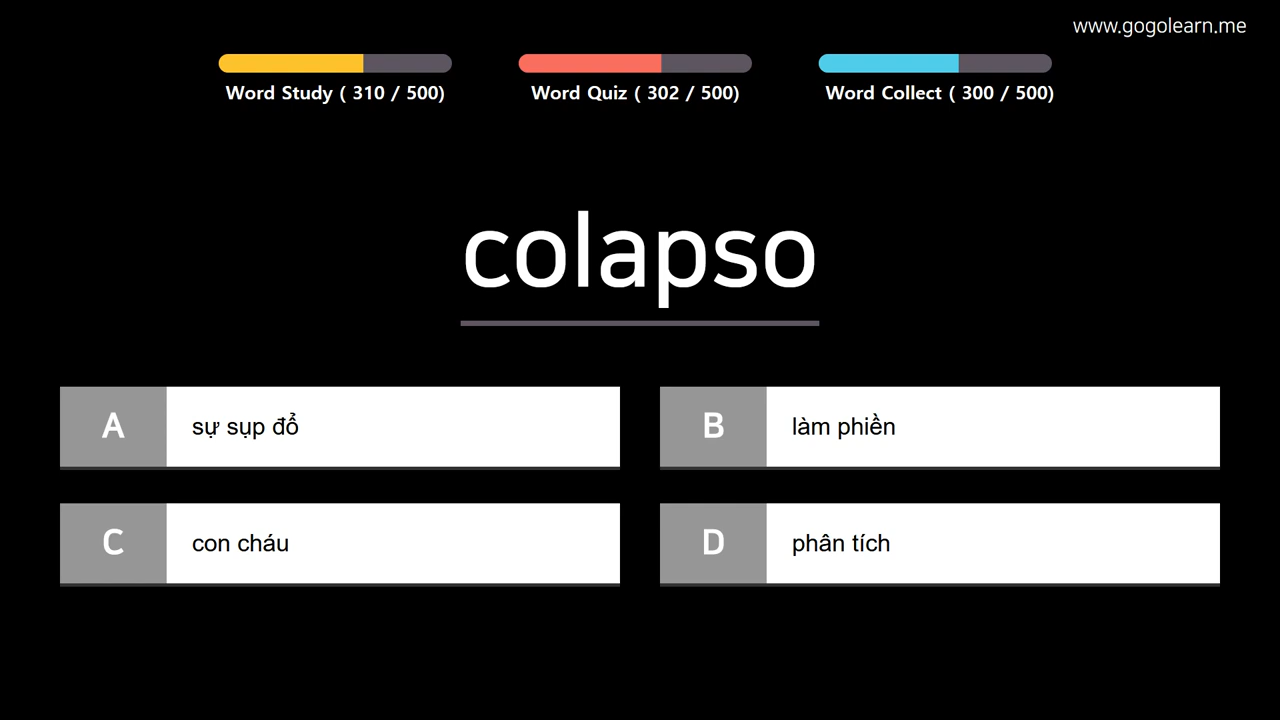 www.gogolearn.me
Word Study ( 310 / 500)
Word Quiz ( 302 / 500)
Word Collect ( 300 / 500)
colapso
A
sự sụp đổ
B
làm phiền
C
con cháu
D
phân tích